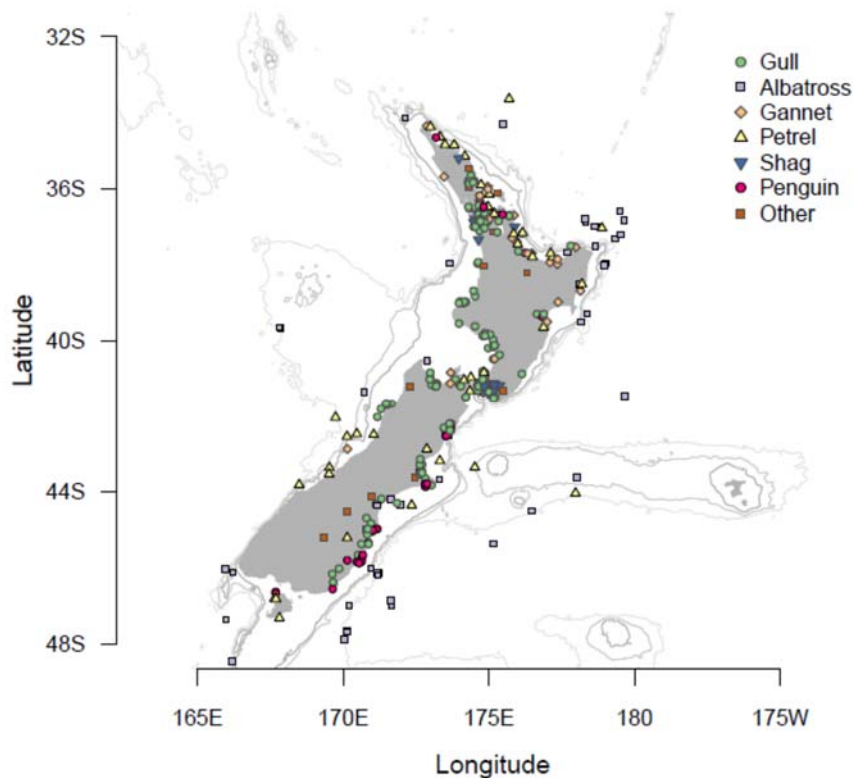 32S
36S
40S
44S
48S
Latitude
Gull
Albatross
Gannet
Petrel
Shag
Penguin
Other
165E 170E 175E 180 175W
Longitude